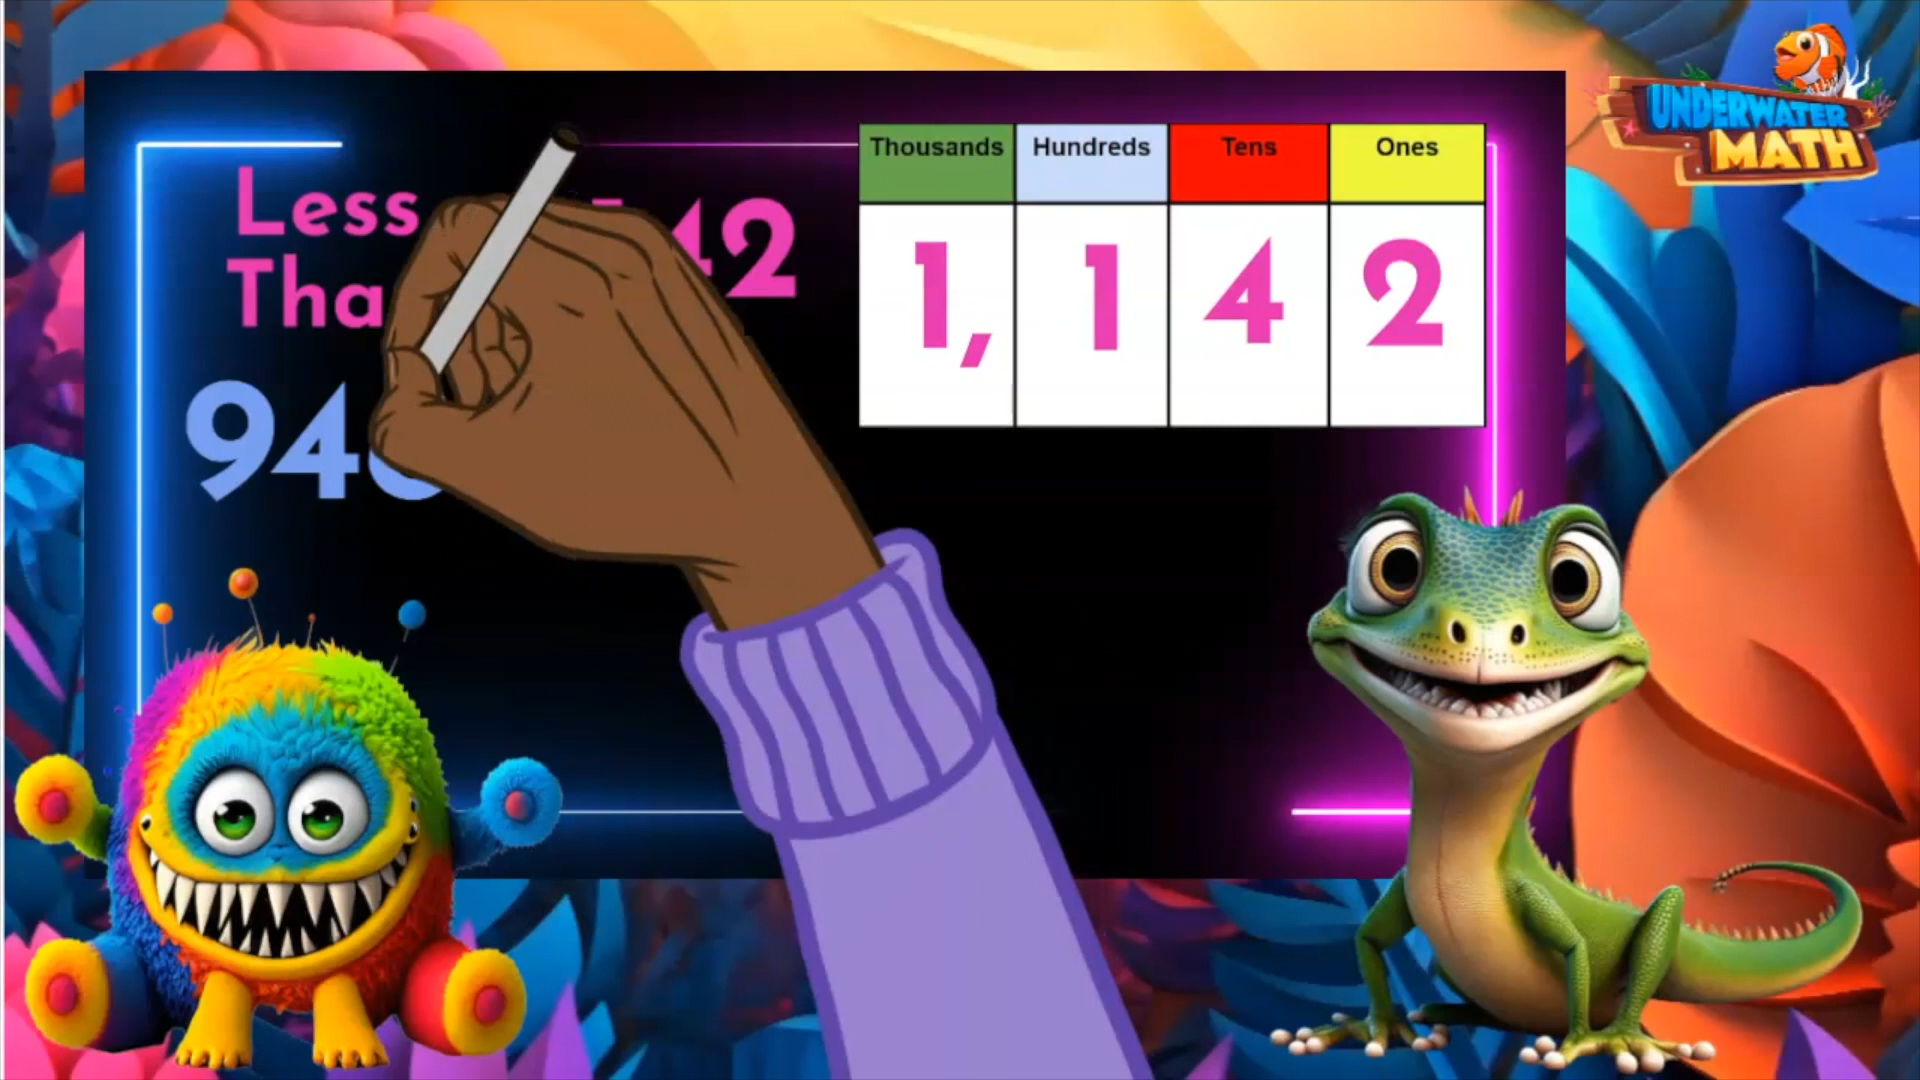 Less
Tha
42
94
Thousands Hundreds Tens Ones
1, 1 4 2
UNDERWATER
MATH